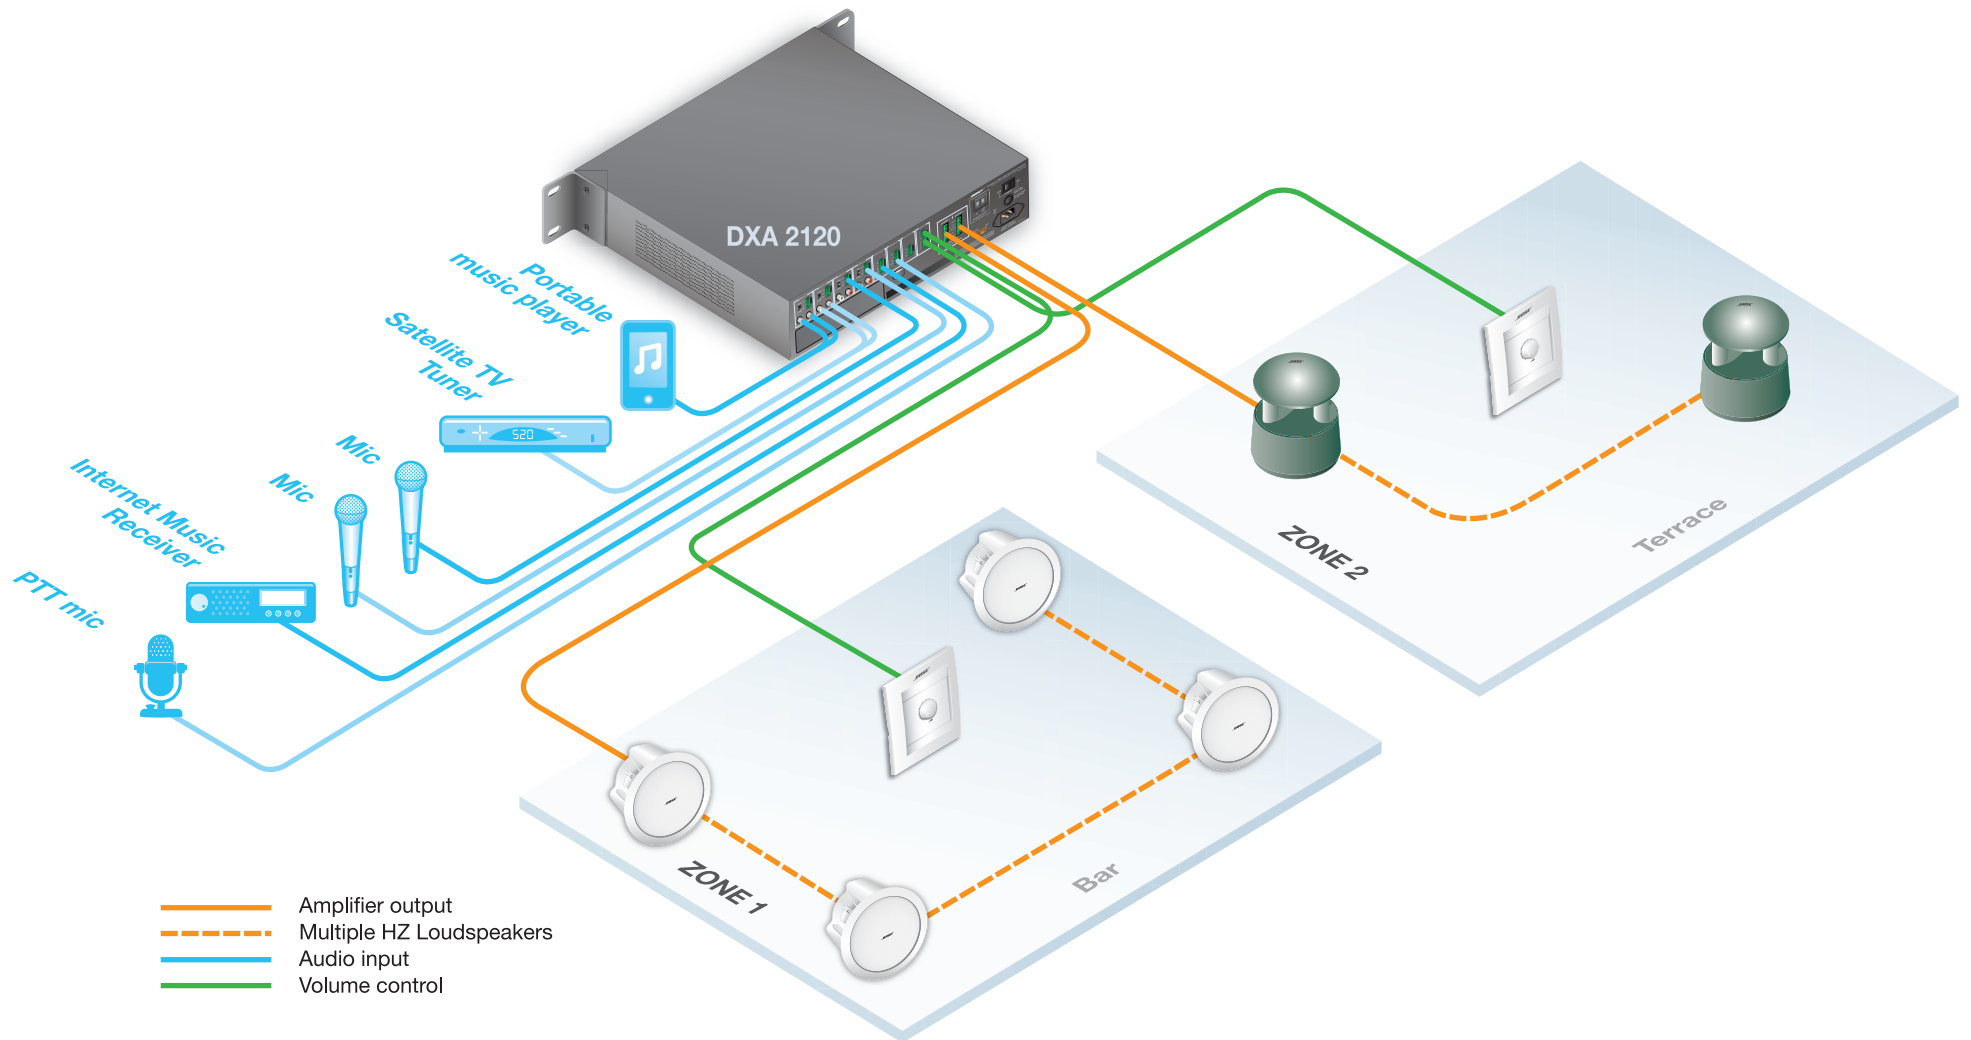 DXA 2120
Portable
music player
Satellite TV
Tuner
520
Mic
Mic
Internet Music
Receiver
PTT mic
ZONE 2
Terrace
ZONE 1
Bar
Amplifier output
Multiple HZ Loudspeakers
Audio input
Volume control